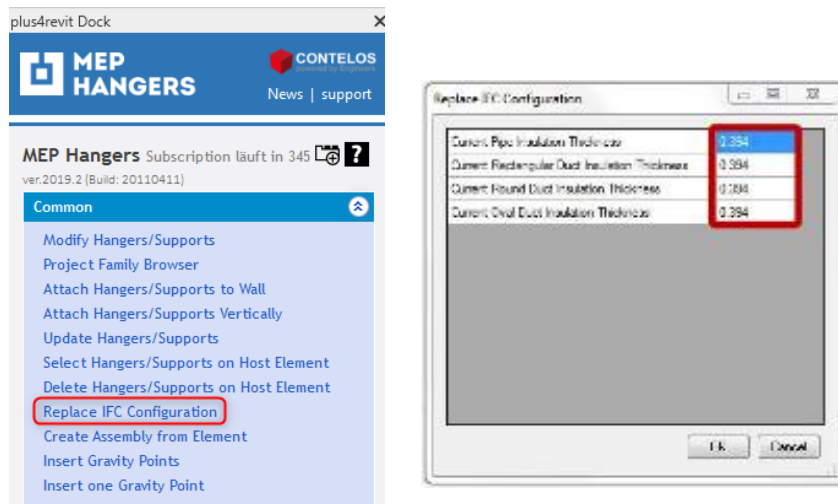 plus4revit Dock
MEP
HANGERS
CONTELOS
powered by Engineers
News | support
MEP Hangers Subscription läuft in 345
ver.2019.2 (Build: 20110411)
Common
Modify Hangers/Supports
Project Family Browser
Attach Hangers/Supports to Wall
Attach Hangers/Supports Vertically
Update Hangers/Supports
Select Hangers/Supports on Host Element
Delete Hangers/Supports on Host Element
Replace IFC Configuration
Create Assembly from Element
Insert Gravity Points
Insert one Gravity Point
Replace IFC Configuration
Current Pipe Insulation Thickness 0.394
Current Rectangular Duct Insulation Thickness 0.394
Current Round Duct Insulation Thickness 0.394
Current Oval Duct Insulation Thickness 0.394
Ok Cancel